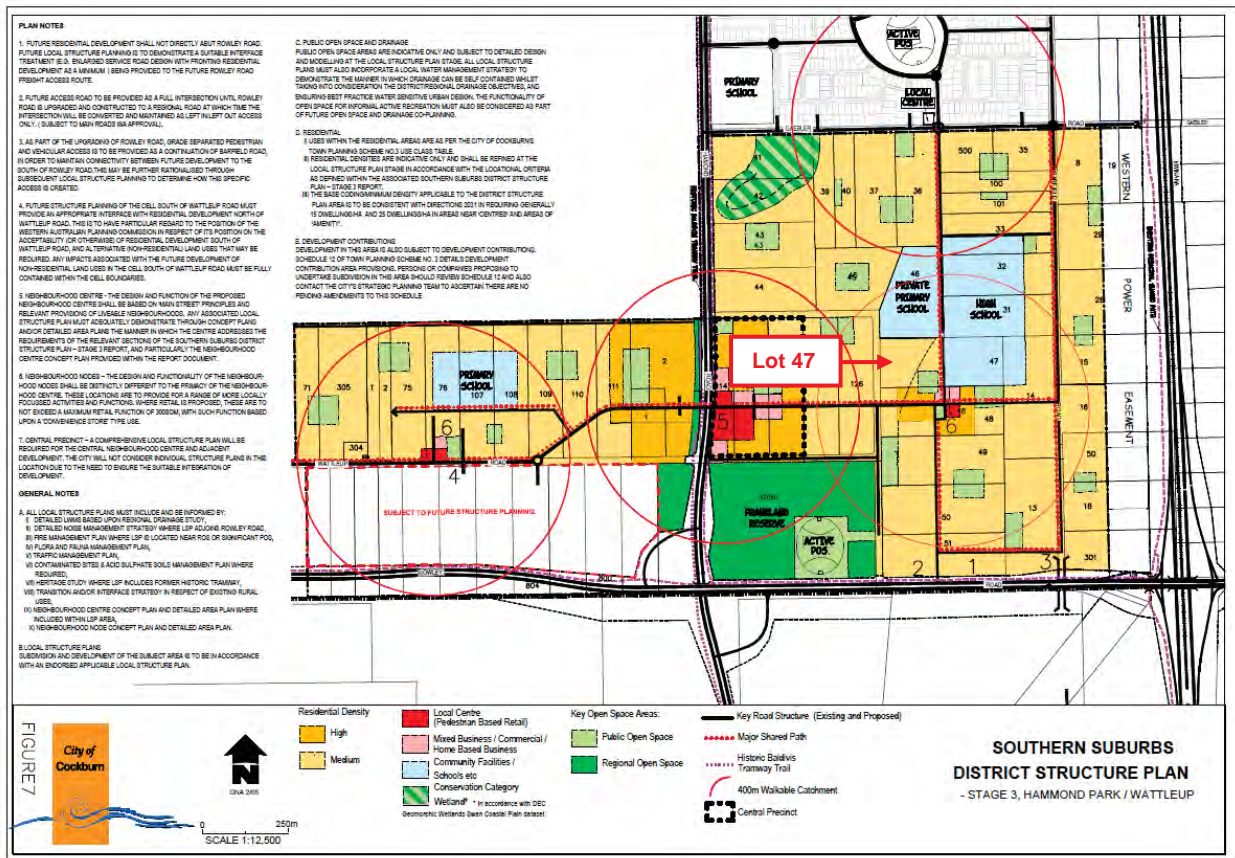 PLAN NOTES
1. FUTURE RESIDENTIAL DEVELOPMENT SHALL NOT DIRECTLY ABUT ROWLEY ROAD.
FUTURE LOCAL STRUCTURE PLANNING IS TO DEMONSTRATE A SUITABLE INTERFACE
TREATMENT (E.G. ENLARGED SERVICE ROAD DESIGN WITH FRONTING RESIDENTIAL
DEVELOPMENT AS A MINIMUM ) BEING PROVIDED TO THE FUTURE ROWLEY ROAD
FREIGHT ACCESS ROUTE.
2. FUTURE ACCESS ROAD TO BE PROVIDED AS A FULL INTERSECTION UNTIL ROWLEY
ROAD IS UPGRADED AND CONSTRUCTED TO A REGIONAL ROAD AT WHICH TIME THE
INTERSECTION WILL BE CONVERTED AND MAINTAINED AS LEFT IN/LEFT OUT ACCESS
ONLY. ( SUBJECT TO MAIN ROADS WA APPROVAL).
3. AS PART OF THE UPGRADING OF ROWLEY ROAD, GRADE SEPARATED PEDESTRIAN
AND VEHICULAR ACCESS IS TO BE PROVIDED AS A CONTINUATION OF BARFIELD ROAD,
IN ORDER TO MAINTAIN CONNECTIVITY BETWEEN FUTURE DEVELOPMENT TO THE
SOUTH OF ROWLEY ROAD.THIS MAY BE FURTHER RATIONALISED THROUGH
SUBSEQUENT LOCAL STRUCTURE PLANNING TO DETERMINE HOW THIS SPECIFIC
ACCESS IS CREATED.
4. FUTURE STRUCTURE PLANNING OF THE CELL SOUTH OF WATTLEUP ROAD MUST
PROVIDE AN APPROPRIATE INTERFACE WITH RESIDENTIAL DEVELOPMENT NORTH OF
WATTLEUP ROAD. THIS IS TO HAVE PARTICULAR REGARD TO THE POSITION OF THE
WESTERN AUSTRALIAN PLANNING COMMISSION IN RESPECT OF ITS POSITION ON THE
ACCEPTABILITY (OR OTHERWISE) OF RESIDENTIAL DEVELOPMENT SOUTH OF
WATTLEUP ROAD, AND ALTERNATIVE (NON-RESIDENTIAL) LAND USES THAT MAY BE
REQUIRED. ANY IMPACTS ASSOCIATED WITH THE FUTURE DEVELOPMENT OF
NON-RESIDENTIAL LAND USES IN THE CELL SOUTH OF WATTLEUP ROAD MUST BE FULLY
CONTAINED WITHIN THE CELL BOUNDARIES.
5. NEIGHBOURHOOD CENTRE - THE DESIGN AND FUNCTION OF THE PROPOSED
NEIGHBOURHOOD CENTRE SHALL BE BASED ON 'MAIN STREET' PRINCIPLES AND
RELEVANT PROVISIONS OF LIVEABLE NEIGHBOURHOODS. ANY ASSOCIATED LOCAL
STRUCTURE PLAN MUST ADEQUATELY DEMONSTRATE THROUGH CONCEPT PLANS
AND/OR DETAILED AREA PLANS THE MANNER IN WHICH THE CENTRE ADDRESSES THE
REQUIREMENTS OF THE RELEVANT SECTIONS OF THE SOUTHERN SUBURBS DISTRICT
STRUCTURE PLAN – STAGE 3 REPORT, AND PARTICULARLY THE NEIGHBOURHOOD
CENTRE CONCEPT PLAN PROVIDED WITHIN THE REPORT DOCUMENT.
6. NEIGHBOURHOOD NODES – THE DESIGN AND FUNCTIONALITY OF THE NEIGHBOUR-
HOOD NODES SHALL BE DISTINCTLY DIFFERENT TO THE PRIMACY OF THE NEIGHBOUR-
HOOD CENTRE. THESE LOCATIONS ARE TO PROVIDE FOR A RANGE OF MORE LOCALLY
FOCUSSED ACTIVITIES AND FUNCTIONS. WHERE RETAIL IS PROPOSED, THESE ARE TO
NOT EXCEED A MAXIMUM RETAIL FUNCTION OF 300SQM, WITH SUCH FUNCTION BASED
UPON A 'CONVENIENCE STORE' TYPE USE.
7. CENTRAL PRECINCT – A COMPREHENSIVE LOCAL STRUCTURE PLAN WILL BE
REQUIRED FOR THE CENTRAL NEIGHBOURHOOD CENTRE AND ADJACENT
DEVELOPMENT. THE CITY WILL NOT CONSIDER INDIVIDUAL STRUCTURE PLANS IN THIS
LOCATION DUE TO THE NEED TO ENSURE THE SUITABLE INTEGRATION OF
DEVELOPMENT.
GENERAL NOTES
A. ALL LOCAL STRUCTURE PLANS MUST INCLUDE AND BE INFORMED BY:
I) DETAILED LWMS BASED UPON REGIONAL DRAINAGE STUDY,
II) DETAILED NOISE MANAGEMENT STRATEGY WHERE LSP ADJOINS ROWLEY ROAD,
III) FIRE MANAGEMENT PLAN WHERE LSP IS LOCATED NEAR ROS OR SIGNIFICANT POS,
IV) FLORA AND FAUNA MANAGEMENT PLAN,
V) TRAFFIC MANAGEMENT PLAN,
VI) CONTAMINATED SITES & ACID SULPHATE SOILS MANAGEMENT PLAN WHERE
REQUIRED,
VII) HERITAGE STUDY WHERE LSP INCLUDES FORMER HISTORIC TRAMWAY,
VIII) TRANSITION AND/OR INTERFACE STRATEGY IN RESPECT OF EXISTING RURAL
USES,
IX) NEIGHBOURHOOD CENTRE CONCEPT PLAN AND DETAILED AREA PLAN WHERE
INCLUDED WITHIN LSP AREA,
X) NEIGHBOURHOOD NODE CONCEPT PLAN AND DETAILED AREA PLAN.
B.LOCAL STRUCTURE PLANS
SUBDIVISION AND DEVELOPMENT OF THE SUBJECT AREA IS TO BE IN ACCORDANCE
WITH AN ENDORSED APPLICABLE LOCAL STRUCTURE PLAN.
C. PUBLIC OPEN SPACE AND DRAINAGE
PUBLIC OPEN SPACE AREAS ARE INDICATIVE ONLY AND SUBJECT TO DETAILED DESIGN
AND MODELLING AT THE LOCAL STRUCTURE PLAN STAGE. ALL LOCAL STRUCTURE
PLANS MUST ALSO INCORPORATE A LOCAL WATER MANAGEMENT STRATEGY TO
DEMONSTRATE THE MANNER IN WHICH DRAINAGE CAN BE SELF CONTAINED WHILST
TAKING INTO CONSIDERATION THE DISTRICT/REGIONAL DRAINAGE OBJECTIVES, AND
ENSURING BEST PRACTICE WATER SENSITIVE URBAN DESIGN. THE FUNCTIONALITY OF
OPEN SPACE FOR INFORMAL ACTIVE RECREATION MUST ALSO BE CONSIDERED AS PART
OF FUTURE OPEN SPACE AND DRAINAGE CO-PLANNING.
D. RESIDENTIAL
I) USES WITHIN THE RESIDENTIAL AREAS ARE AS PER THE CITY OF COCKBURN'S
TOWN PLANNING SCHEME NO.3 USE CLASS TABLE.
II) RESIDENTIAL DENSITIES ARE INDICATIVE ONLY AND SHALL BE REFINED AT THE
LOCAL STRUCTURE PLAN STAGE IN ACCORDANCE WITH THE LOCATIONAL CRITERIA
AS DEFINED WITHIN THE ASSOCIATED SOUTHERN SUBURBS DISTRICT STRUCTURE
PLAN – STAGE 3 REPORT.
III) THE BASE CODING/MINIMUM DENSITY APPLICABLE TO THE DISTRICT STRUCTURE
PLAN AREA IS TO BE CONSISTENT WITH DIRECTIONS 2031 IN REQUIRING GENERALLY
15 DWELLINGS/HA AND 25 DWELLINGS/HA IN AREAS NEAR 'CENTRES' AND AREAS OF
'AMENITY'.
E. DEVELOPMENT CONTRIBUTIONS
DEVELOPMENT IN THIS AREA IS ALSO SUBJECT TO DEVELOPMENT CONTRIBUTIONS.
SCHEDULE 12 OF TOWN PLANNING SCHEME NO. 3 DETAILS DEVELOPMENT
CONTRIBUTION AREA PROVISIONS. PERSONS OR COMPANIES PROPOSING TO
UNDERTAKE SUBDIVISION IN THIS AREA SHOULD REVIEW SCHEDULE 12 AND ALSO
CONTACT THE CITY'S STRATEGIC PLANNING TEAM TO ASCERTAIN THERE ARE NO
PENDING AMENDMENTS TO THIS SCHEDULE
ACTIVE
POS
PRIMARY
SCHOOL
LOCAL
CENTRE
GAEBLER
ROAD
GAEBLER
41
42
43
43
44
45
39
40
37
36
500
35
100
101
33
8
19
29
28
15
16
50
18
301
WESTERN
POWER
EASEMENT
46
PRIVATE
PRIMARY
SCHOOL
32
HIGH
SCHOOL
31
47
Lot 47
126
14
48
48
49
13
50
51
71
305
1
2
75
76
PRIMARY
SCHOOL
107
108
109
110
111
2
1
14
304
5
6
6
4
WATTLEUP
ROAD
SUBJECT TO FUTURE STRUCTURE PLANNING.
FRANKLAND
RESERVE
ACTIVE
POS
2
1
3
ROWLEY
804
800
ROAD
FIGURE7
City of
Cockburn
N
GNA 2/05
0
250m
SCALE 1:12,500
Residential Density
High
Medium
Local Centre
(Pedestrian Based Retail)
Mixed Business / Commercial /
Home Based Business
Community Facilities /
Schools etc
Conservation Category
Wetland* * In accordance with DEC
Geomorphic Wetlands Swan Coastal Plain dataset
Key Open Space Areas:
Public Open Space
Regional Open Space
Key Road Structure (Existing and Proposed)
Major Shared Path
Historic Baldivis
Tramway Trail
400m Walkable Catchment
Central Precinct
SOUTHERN SUBURBS
DISTRICT STRUCTURE PLAN
- STAGE 3, HAMMOND PARK / WATTLEUP